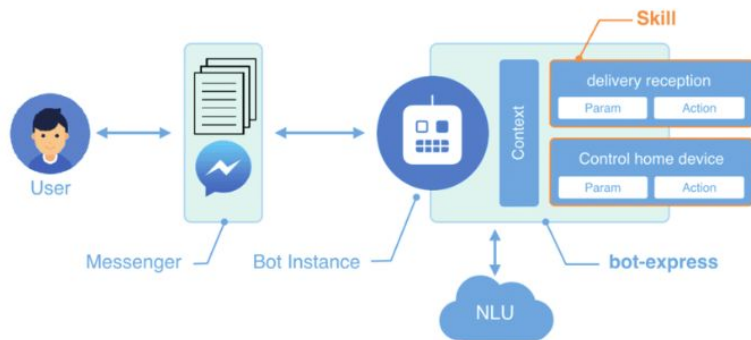 Skill
delivery reception
Param Action
Context
Control home device
Param Action
User
Messenger
Bot Instance
bot-express
NLU